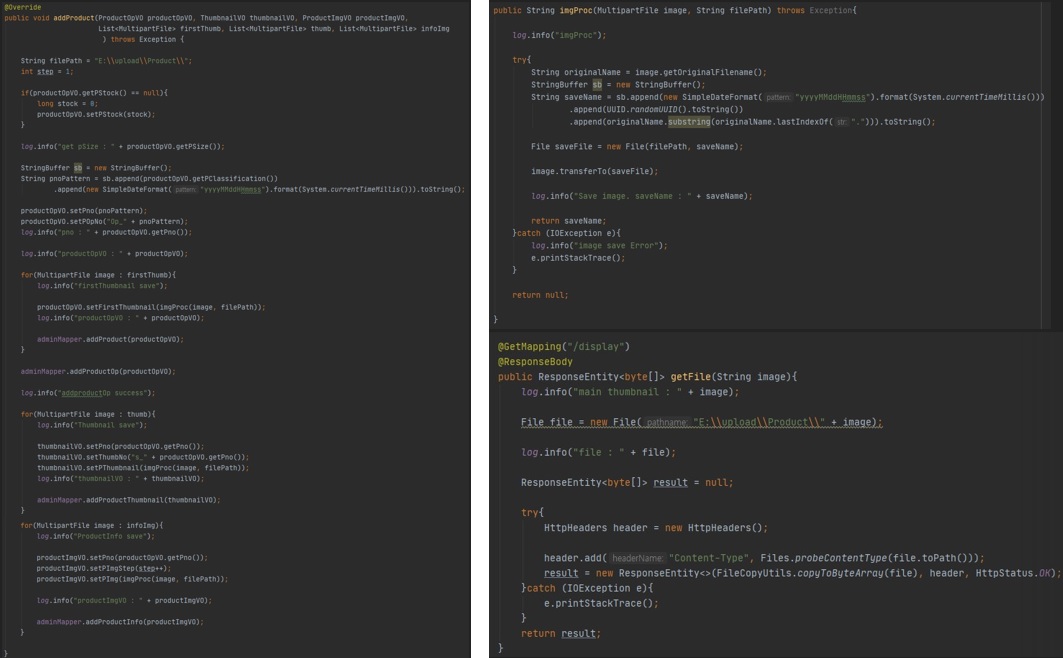 @Override
public void addProduct(ProductOpVO productOpVO, ThumbnailVO thumbnailVO, ProductImgVO productImgVO,
List<MultipartFile> firstThumb, List<MultipartFile> thumb, List<MultipartFile> infoImg
) throws Exception {
String filePath = "E:\\upload\\Product\\";
int step = 1;
if(productOpVO.getPStock() == null){
long stock = 0;
productOpVO.setPStock(stock);
}
log.info("get pSize : " + productOpVO.getPSize());
StringBuffer sb = new StringBuffer();
String pnoPattern = sb.append(productOpVO.getPClassification())
.append(new SimpleDateFormat( pattern: "yyyyMMddHHmmss").format(System.currentTimeMillis())).toString();
productOpVO.setPno(pnoPattern);
productOpVO.setPOpNo("Op_" + pnoPattern);
log.info("pno : " + productOpVO.getPno());
log.info("productOpVO : " + productOpVO);
for(MultipartFile image : firstThumb){
log.info("firstThumbnail save");
productOpVO.setFirstThumbnail(imgProc(image, filePath));
log.info("productOpVO : " + productOpVO);
adminMapper.addProduct(productOpVO);
}
adminMapper.addProductOp(productOpVO);
log.info("addproductOp success");
for(MultipartFile image : thumb){
log.info("Thumbnail save");
thumbnailVO.setPno(productOpVO.getPno());
thumbnailVO.setThumbNo("s_" + productOpVO.getPno());
thumbnailVO.setPThumbnail(imgProc(image, filePath));
log.info("thumbnailVO : " + thumbnailVO);
adminMapper.addProductThumbnail(thumbnailVO);
}
for(MultipartFile image : infoImg){
log.info("ProductInfo save");
productImgVO.setPno(productOpVO.getPno());
productImgVO.setPImgStep(step++);
productImgVO.setPImg(imgProc(image, filePath));
log.info("productImgVO : " + productImgVO);
adminMapper.addProductInfo(productImgVO);
}
}
public String imgProc(MultipartFile image, String filePath) throws Exception{
log.info("imgProc");
try{
String originalName = image.getOriginalFilename();
StringBuffer sb = new StringBuffer();
String saveName = sb.append(new SimpleDateFormat( pattern: "yyyyMMddHHmmss").format(System.currentTimeMillis()))
.append(UUID.randomUUID().toString())
.append(originalName.substring(originalName.lastIndexOf( str: "."))).toString();
File saveFile = new File(filePath, saveName);
image.transferTo(saveFile);
log.info("Save image. saveName : " + saveName);
return saveName;
}catch (IOException e){
log.info("image save Error");
e.printStackTrace();
}
return null;
}
@GetMapping("/display")
@ResponseBody
public ResponseEntity<byte[]> getFile(String image){
log.info("main thumbnail : " + image);
File file = new File( pathname: "E:\\upload\\Product\\" + image);
log.info("file : " + file);
ResponseEntity<byte[]> result = null;
try{
HttpHeaders header = new HttpHeaders();
header.add( headerName: "Content-Type", Files.probeContentType(file.toPath()));
result = new ResponseEntity<>(FileCopyUtils.copyToByteArray(file), header, HttpStatus.OK);
}catch (IOException e){
e.printStackTrace();
}
return result;
}